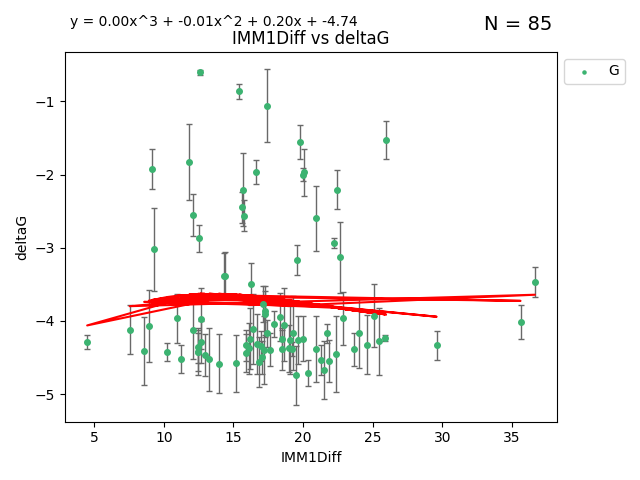 y = 0.00x^3 + -0.01x^2 + 0.20x + -4.74
N = 85
IMM1Diff vs deltaG
G
−1
−2
−3
−4
−5
deltaG
5 10 15 20 25 30 35
IMM1Diff